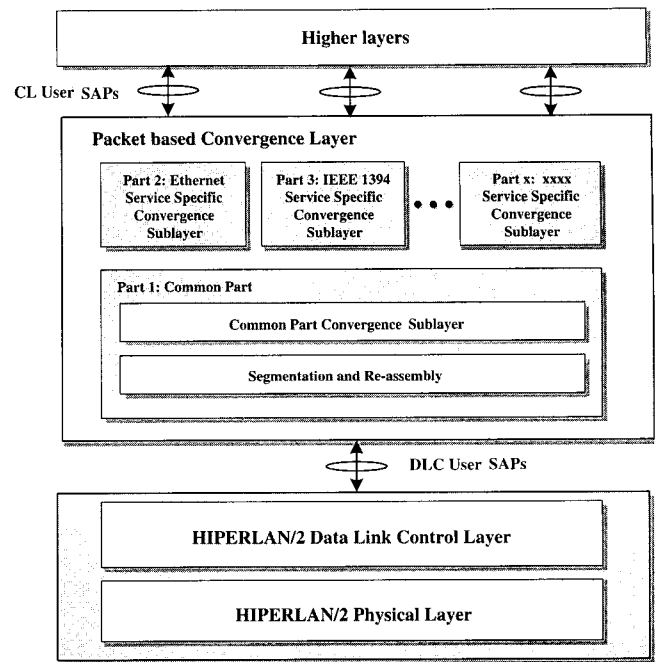 Higher layers
CL User SAPs
Packet based Convergence Layer
Part 2: Ethernet
Service Specific
Convergence
Sublayer
Part 3: IEEE 1394
Service Specific
Convergence
Sublayer
Part x: xxxx
Service Specific
Convergence
Sublayer
Part 1: Common Part
Common Part Convergence Sublayer
Segmentation and Re-assembly
DLC User SAPs
HIPERLAN/2 Data Link Control Layer
HIPERLAN/2 Physical Layer